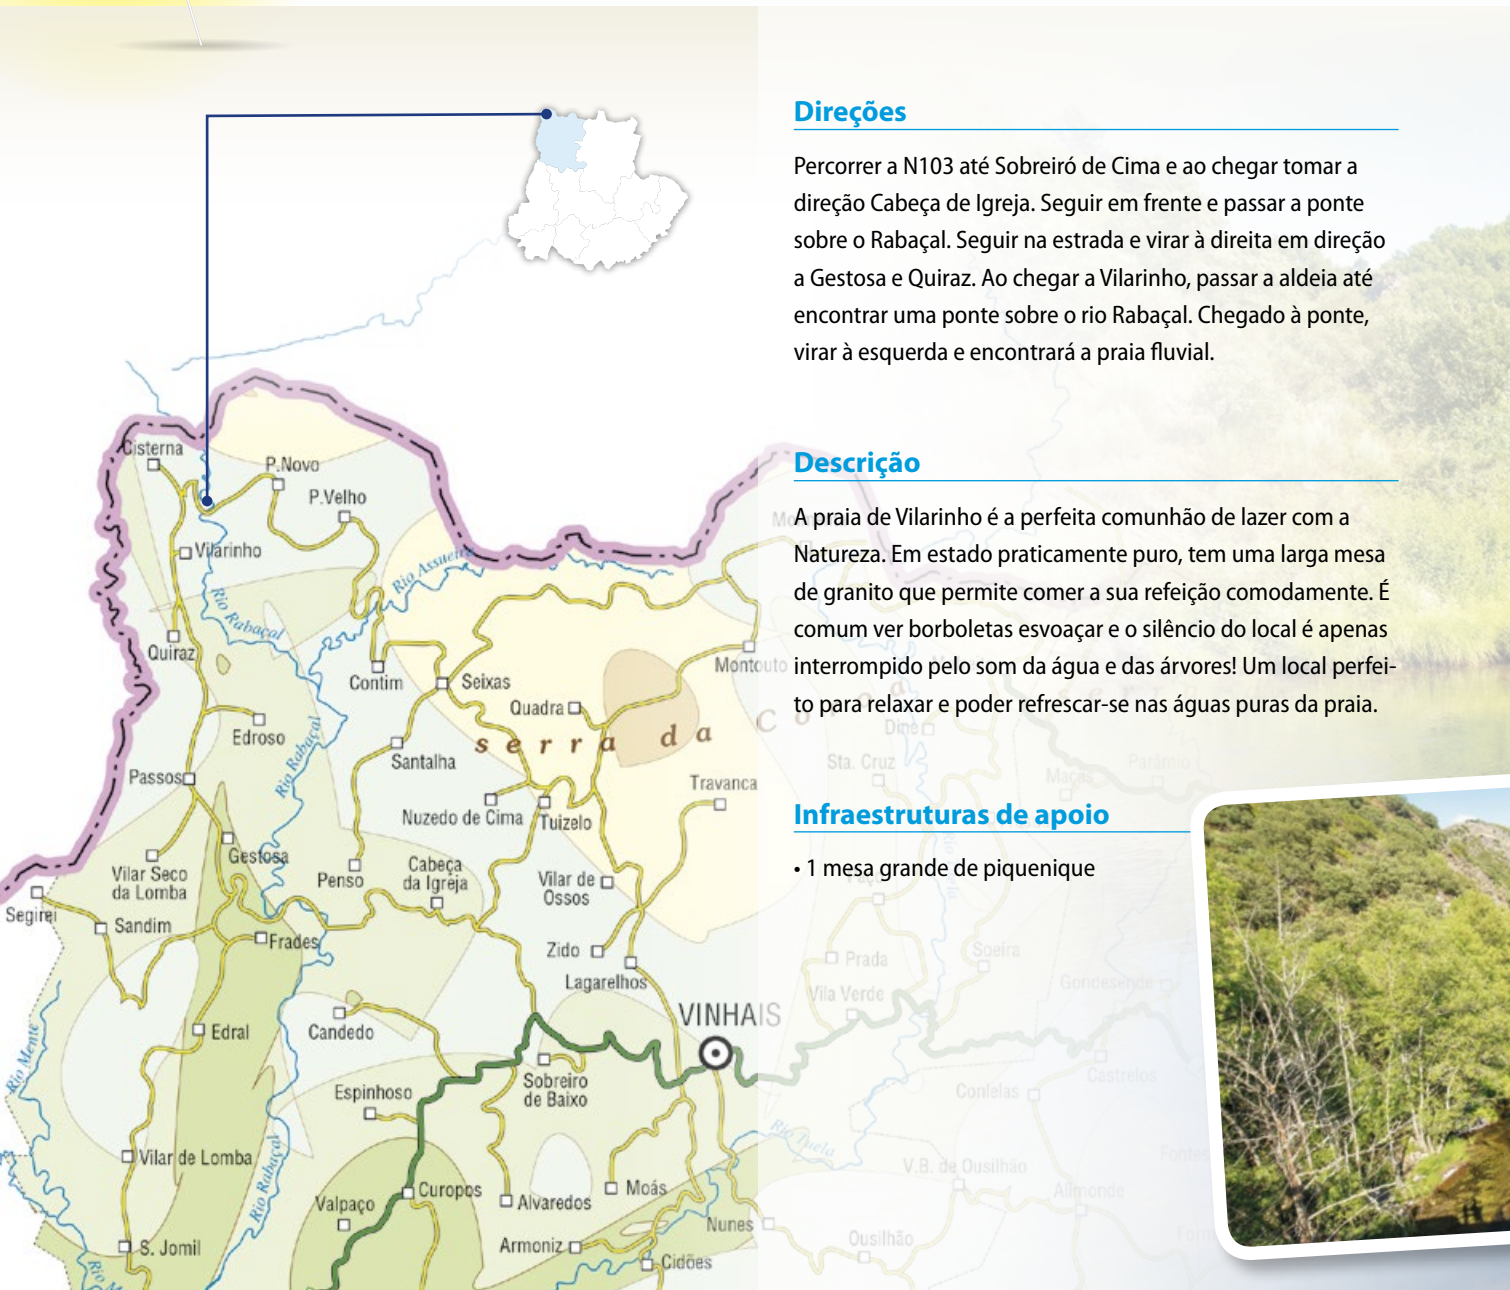 Direções
Percorrer a N103 até Sobreiró de Cima e ao chegar tomar a
direção Cabeça de Igreja. Seguir em frente e passar a ponte
sobre o Rabaçal. Seguir na estrada e virar à direita em direção
a Gestosa e Quiraz. Ao chegar a Vilarinho, passar a aldeia até
encontrar uma ponte sobre o rio Rabaçal. Chegado à ponte,
virar à esquerda e encontrará a praia fluvial.
Descrição
A praia de Vilarinho é a perfeita comunhão de lazer com a
Natureza. Em estado praticamente puro, tem uma larga mesa
de granito que permite comer a sua refeição comodamente. É
comum ver borboletas esvoaçar e o silêncio do local é apenas
interrompido pelo som da água e das árvores! Um local perfei-
to para relaxar e poder refrescar-se nas águas puras da praia.
Infraestruturas de apoio
• 1 mesa grande de piquenique
Cisterna
P.Novo
P.Velho
Vilarinho
Rio Assueira
Rio Rabaçal
Quiraz
Contim
Seixas
Montouto
Quadra
Edroso
serra da Coroa
Rio Rabaçal
Santalha
Dine
Passos
Travanca
Sta. Cruz
Maçãs
Parâmio
Nuzedo de Cima
Tuizelo
Gestosa
Vilar Seco
da Lomba
Penso
Cabeça
da Igreja
Vilar de
Ossos
Segirei
Sandim
Frades
Zido
Lagarelhos
Prada
Soeira
Vila Verde
Gondesende
VINHAIS
Edral
Candedo
Rio Mente
Sobreiro
de Baixo
Espinhoso
Castrelos
Conlelas
Rio Tuela
Vilar de Lomba
Rio Rabaçal
V.B. de Ousilhão
Alimonde
Valpaço
Curopos
Alvaredos
Moás
Nunes
S. Jomil
Armoniz
Cidões
Ousilhão